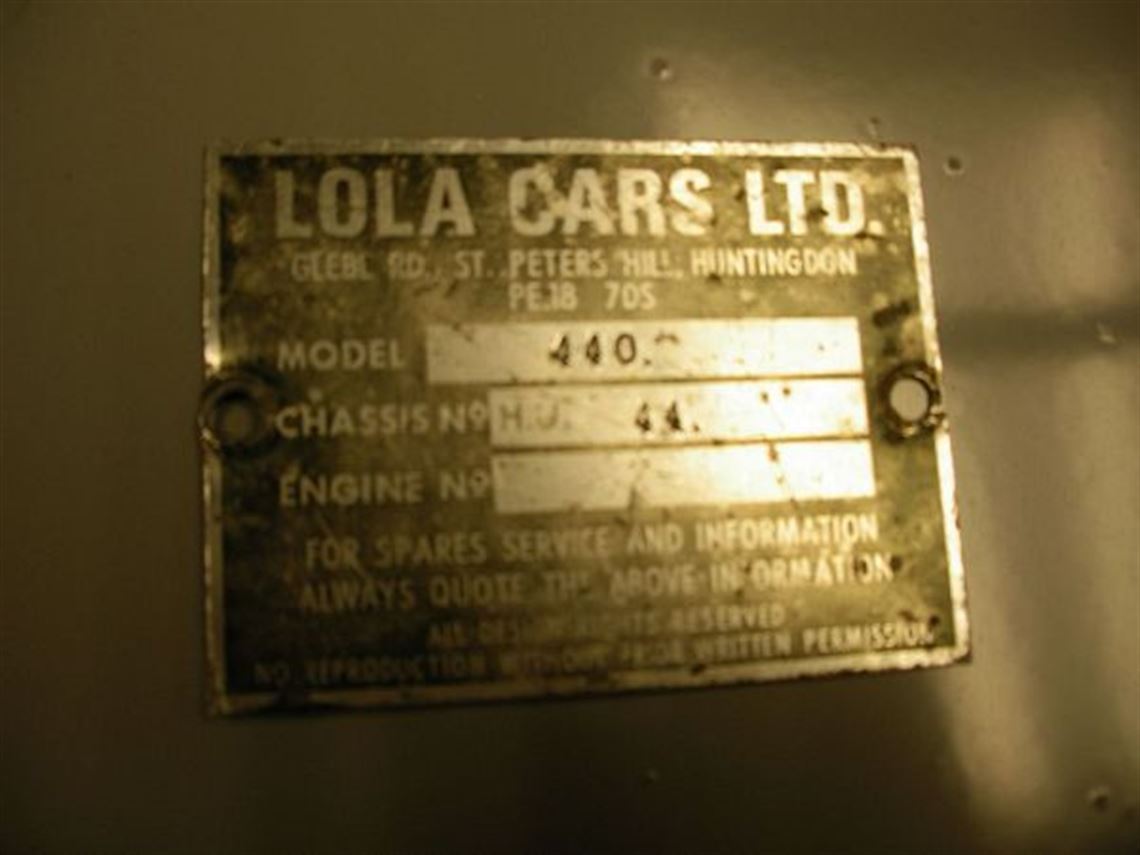 LOLA CARS LTD.
GLEBE RD., ST. PETERS HILL, HUNTINGDON
PE.18 7DS
MODEL 440.
CHASSIS Nº H.U. 44.
ENGINE Nº
FOR SPARES SERVICE AND INFORMATION
ALWAYS QUOTE THE ABOVE INFORMATION
ALL DESIGN RIGHTS RESERVED
NO REPRODUCTION WITHOUT PRIOR WRITTEN PERMISSION